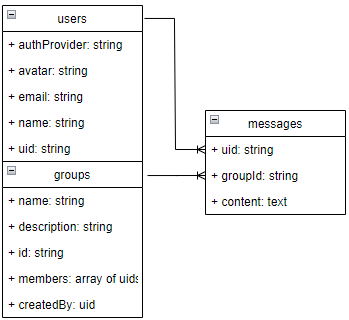 users
+ authProvider: string
+ avatar: string
+ email: string
+ name: string
+ uid: string
groups
+ name: string
+ description: string
+ id: string
+ members: array of uids
+ createdBy: uid
messages
+ uid: string
+ groupId: string
+ content: text